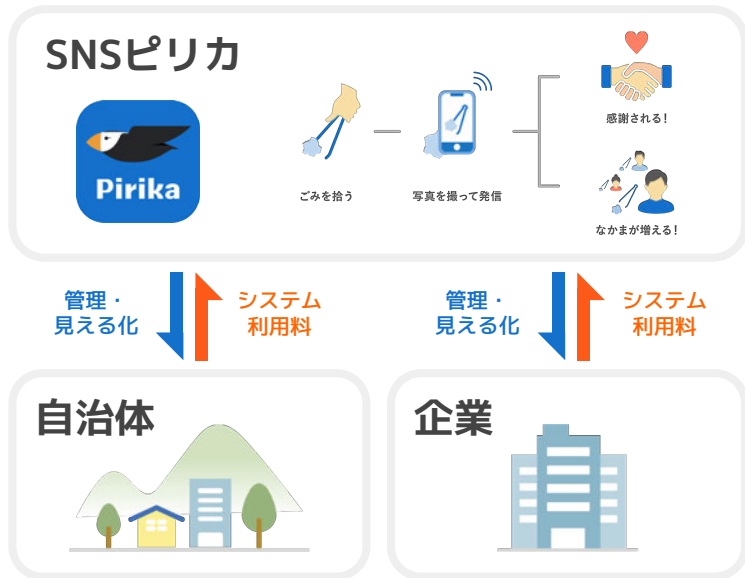 SNSピリカ
Pirika
ごみを拾う
写真を撮って発信
感謝される！
なかまが増える！
管理・
見える化
システム
利用料
管理・
見える化
システム
利用料
自治体
企業